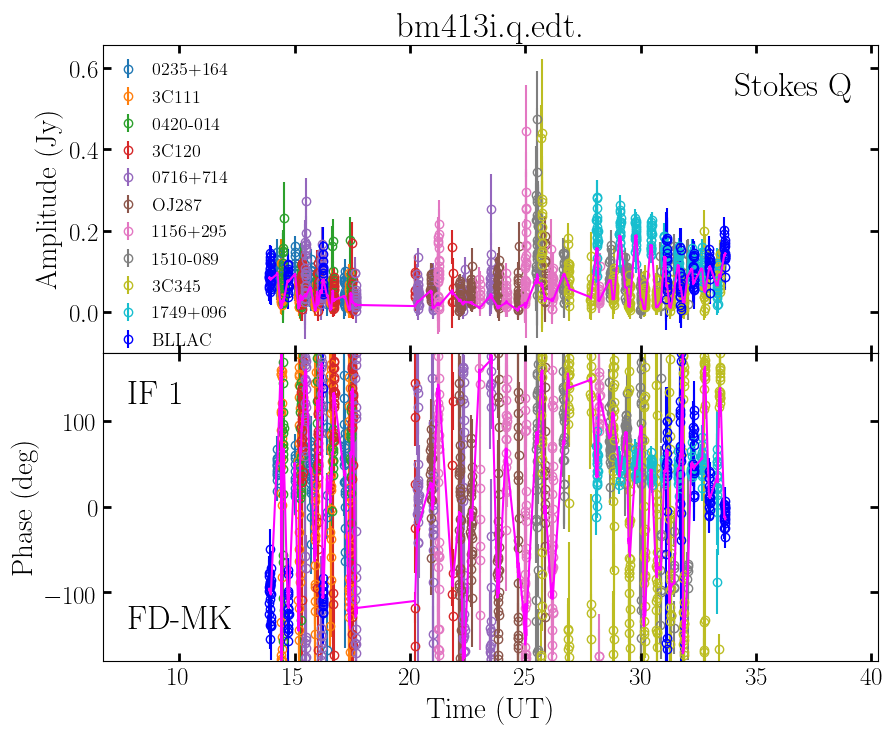 bm413i.q.edt.
Stokes Q
0235+164
3C111
0420-014
3C120
0716+714
OJ287
1156+295
1510-089
3C345
1749+096
BLLAC
Amplitude (Jy)
0.6
0.4
0.2
0.0
IF 1
FD-MK
Phase (deg)
100
0
−100
10 15 20 25 30 35 40
Time (UT)